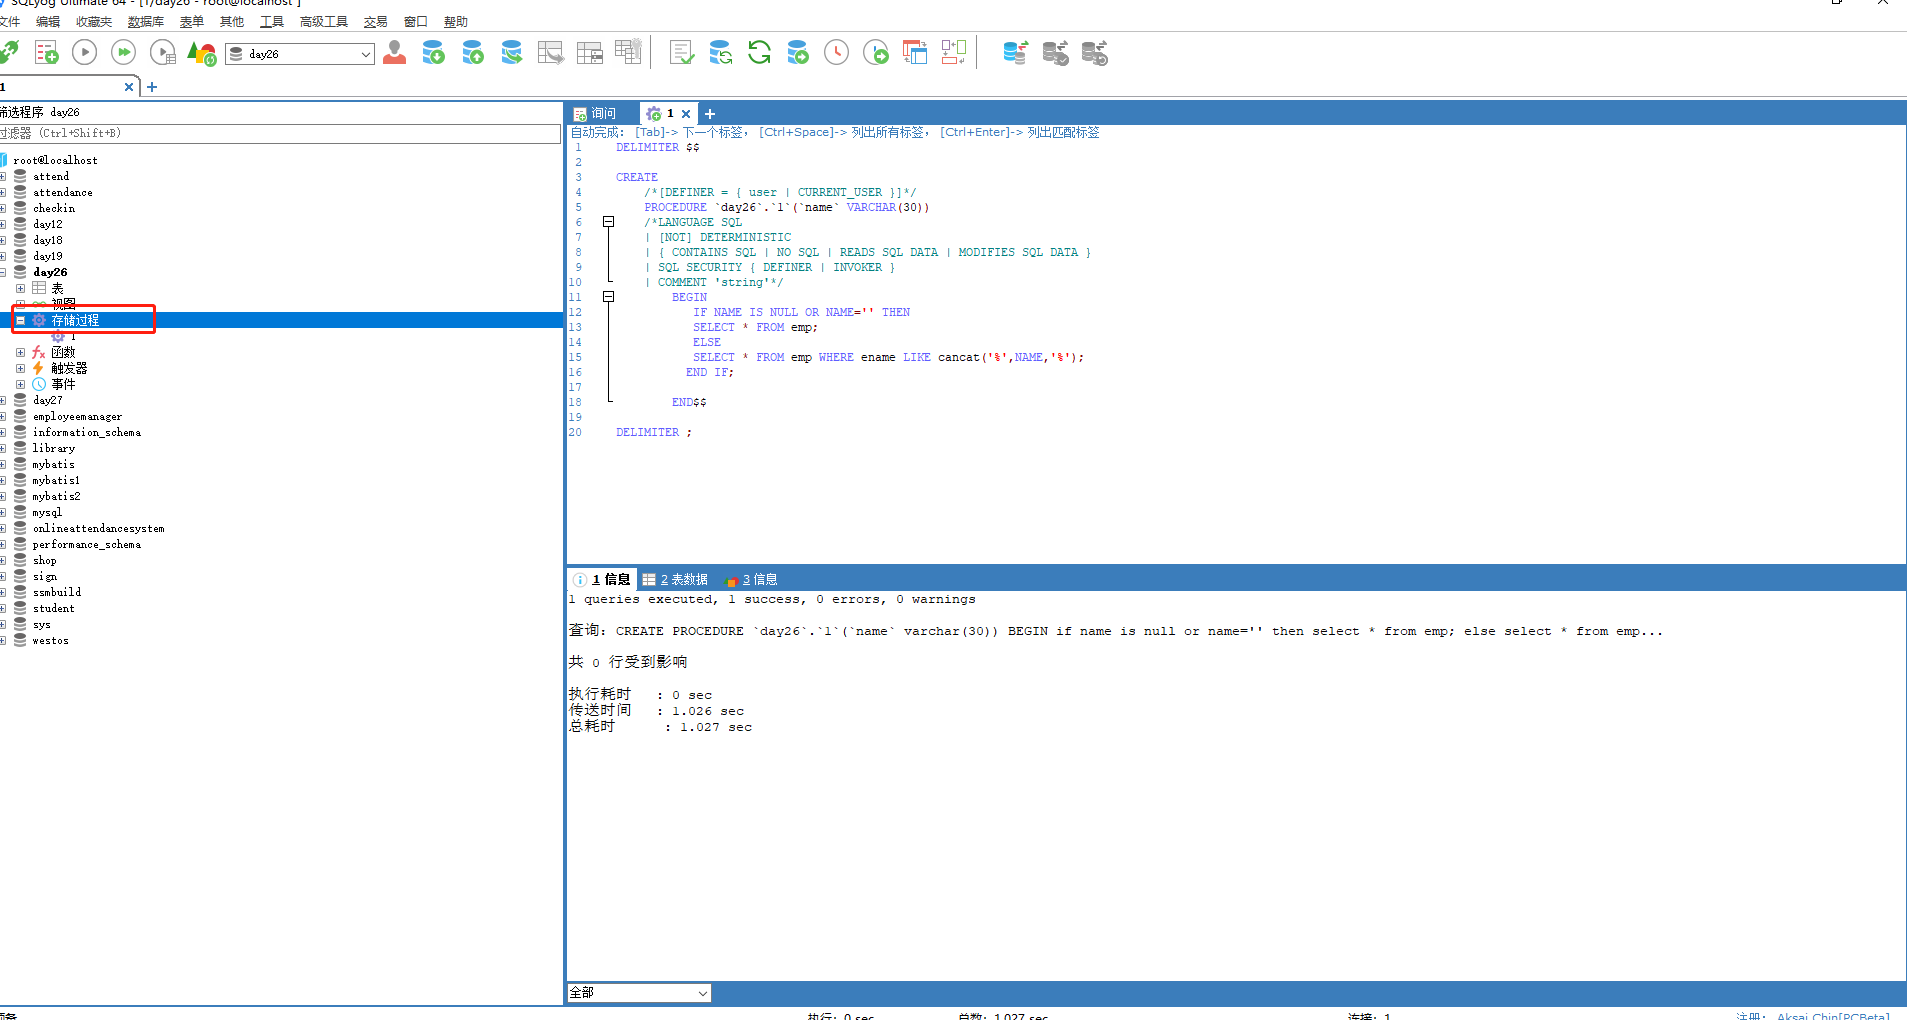 SQLyog Ultimate 64 - [1/day26 - root@localhost*]
文件 编辑 收藏夹 数据库 表单 其他 工具 高级工具 交易 窗口 帮助
day26
1
筛选程序 day26
过滤器 (Ctrl+Shift+B)
root@localhost
attend
attendance
checkin
day12
day18
day19
day26
表
视图
存储过程
1
函数
触发器
事件
day27
employeemanager
information_schema
library
mybatis
mybatis1
mybatis2
mysql
onlineattendancesystem
performance_schema
shop
sign
ssmbuild
student
sys
westos
询问 1
自动完成: [Tab]-> 下一个标签, [Ctrl+Space]-> 列出所有标签, [Ctrl+Enter]-> 列出匹配标签
1 DELIMITER $$
2
3 CREATE
4 /*[DEFINER = { user | CURRENT_USER }]*/
5 PROCEDURE `day26`.`1`(`name` VARCHAR(30))
6 /*LANGUAGE SQL
7 | [NOT] DETERMINISTIC
8 | { CONTAINS SQL | NO SQL | READS SQL DATA | MODIFIES SQL DATA }
9 | SQL SECURITY { DEFINER | INVOKER }
10 | COMMENT 'string'*/
11 BEGIN
12 IF NAME IS NULL OR NAME='' THEN
13 SELECT * FROM emp;
14 ELSE
15 SELECT * FROM emp WHERE ename LIKE cancat('%',NAME,'%');
16 END IF;
17
18 END$$
19
20 DELIMITER ;
1 信息 2 表数据 3 信息
1 queries executed, 1 success, 0 errors, 0 warnings
查询: CREATE PROCEDURE `day26`.`1`(`name` varchar(30)) BEGIN if name is null or name='' then select * from emp; else select * from emp...
共 0 行受到影响
执行耗时 : 0 sec
传送时间 : 1.026 sec
总耗时 : 1.027 sec
全部
执行: 0 sec 总数: 1.027 sec 连接: 1 注册: Aksai Chin[PCBeta]